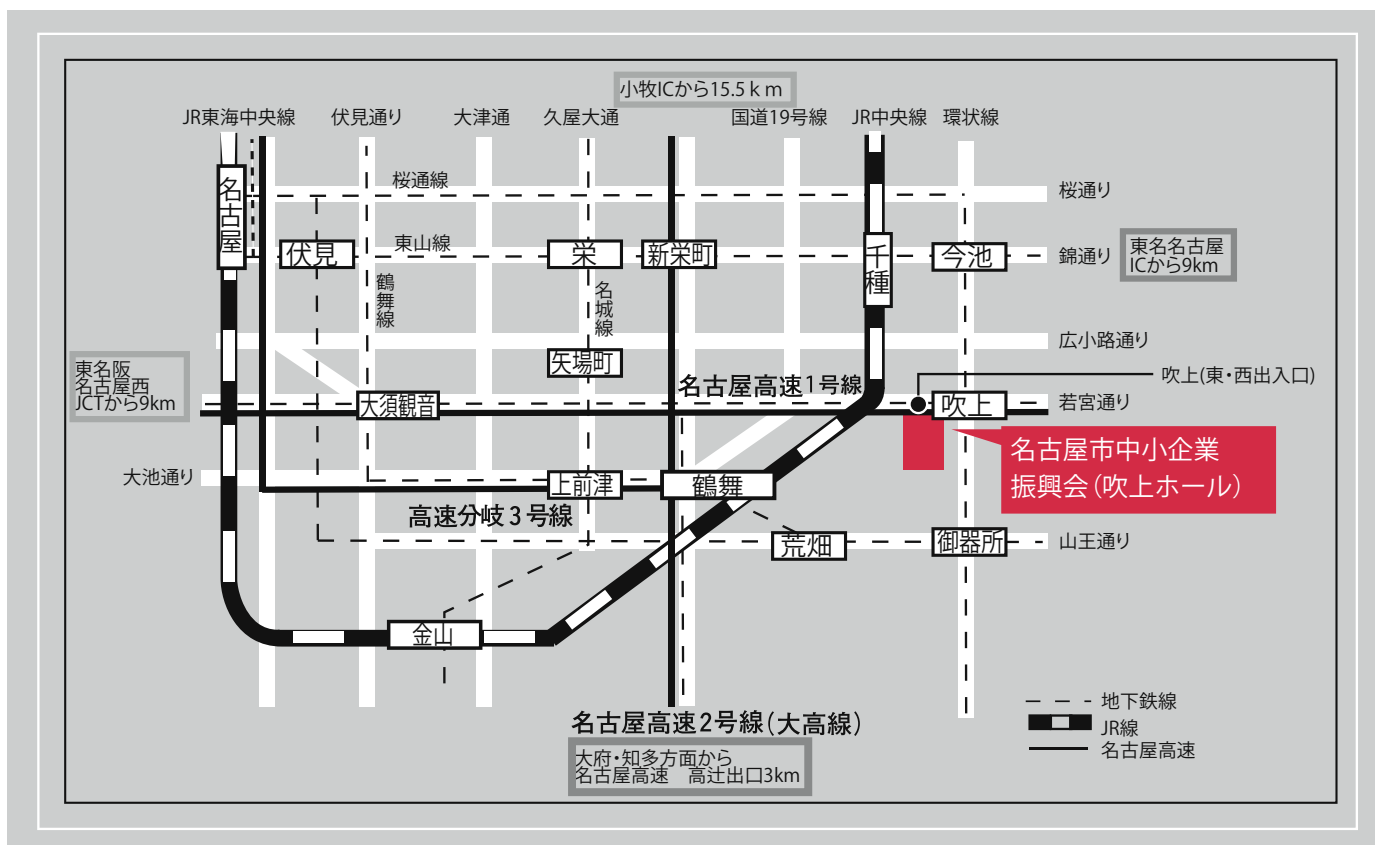 小牧ICから15.5ｋｍ
JR東海中央線
伏見通り
大津通
久屋大通
国道19号線
JR中央線
環状線
桜通線
桜通り
名古屋
伏見
東山線
栄
新栄町
千種
今池
錦通り
東名名古屋
ICから9km
鶴舞線
名城線
広小路通り
矢場町
東名阪
名古屋西
JCTから9km
名古屋高速1号線
吹上(東・西出入口)
大須観音
吹上
若宮通り
名古屋市中小企業
振興会(吹上ホール)
大池通り
上前津
鶴舞
高速分岐3号線
荒畑
御器所
山王通り
金山
名古屋高速2号線(大高線)
大府・知多方面から
名古屋高速　高辻出口3km
地下鉄線
JR線
名古屋高速